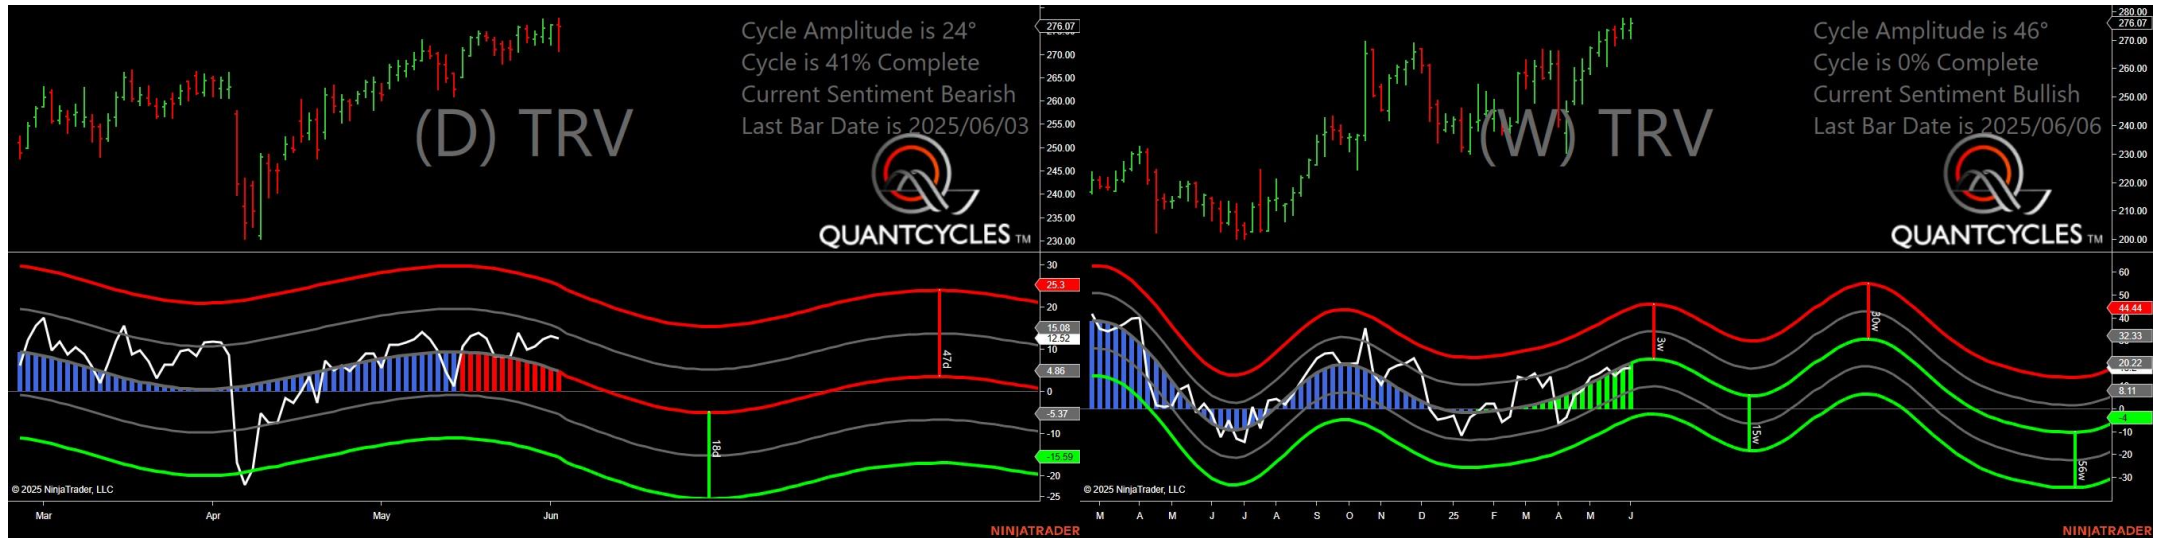 Cycle Amplitude is 24°
Cycle is 41% Complete
Current Sentiment Bearish
Last Bar Date is 2025/06/03
(D) TRV
QUANTCYCLES TM
276.07
270.00
265.00
260.00
255.00
250.00
245.00
240.00
235.00
230.00
30
25.3
20
15.08
12.52
10
4.86
0
-5.37
-10
-15.59
-20
-25
47d
18d
© 2025 NinjaTrader, LLC
Mar Apr May Jun
NINJATRADER
Cycle Amplitude is 46°
Cycle is 0% Complete
Current Sentiment Bullish
Last Bar Date is 2025/06/06
(W) TRV
QUANTCYCLES TM
280.00
276.07
270.00
260.00
250.00
240.00
230.00
220.00
210.00
200.00
60
44.44
40
32.33
20.22
8.11
0
-4
-10
-20
-30
3w
15w
30w
56w
© 2025 NinjaTrader, LLC
M A M J J A S O N D 25 F M A M J
NINJATRADER